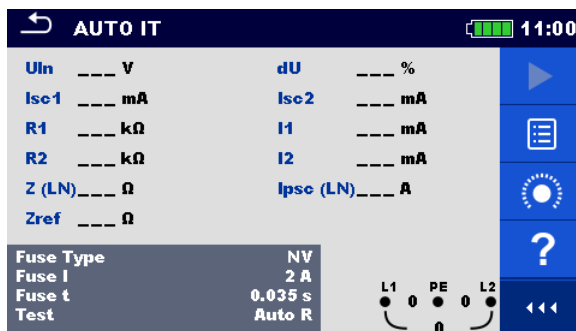 AUTO IT 11:00
Uln ___ V dU ___ %
Isc1 ___ mA Isc2 ___ mA
R1 ___ kΩ I1 ___ mA
R2 ___ kΩ I2 ___ mA
Z (LN)___ Ω Ipsc (LN)___ A
Zref ___ Ω
Fuse Type NV
Fuse I 2 A
Fuse t 0.035 s
Test Auto R
L1 PE L2
0 0
0
?